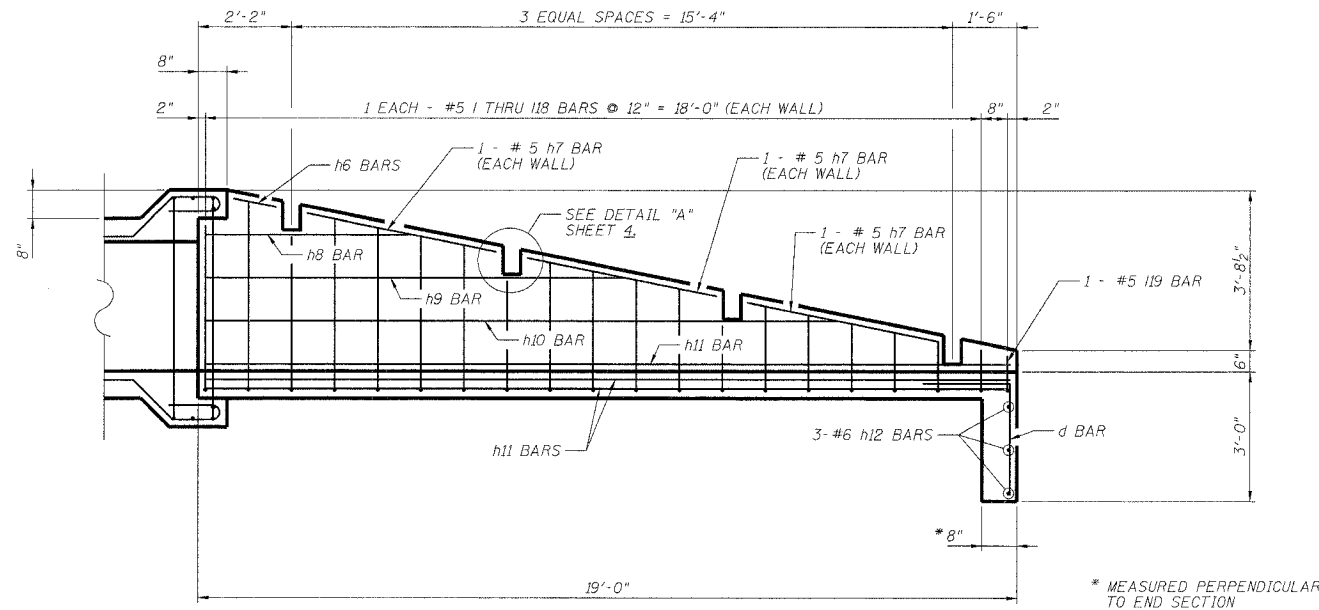 2'-2"
3 EQUAL SPACES = 15'-4"
1'-6"
8"
2"
1 EACH - #5 l THRU l18 BARS @ 12" = 18'-0" (EACH WALL)
8"
2"
1 - # 5 h7 BAR
(EACH WALL)
h6 BARS
1 - # 5 h7 BAR
(EACH WALL)
SEE DETAIL "A"
SHEET 4.
1 - # 5 h7 BAR
(EACH WALL)
8"
h8 BAR
3'-8½"
1 - #5 l19 BAR
h9 BAR
h10 BAR
h11 BAR
6"
3-#6 h12 BARS
d BAR
3'-0"
h11 BARS
* 8"
19'-0"
* MEASURED PERPENDICULAR
TO END SECTION